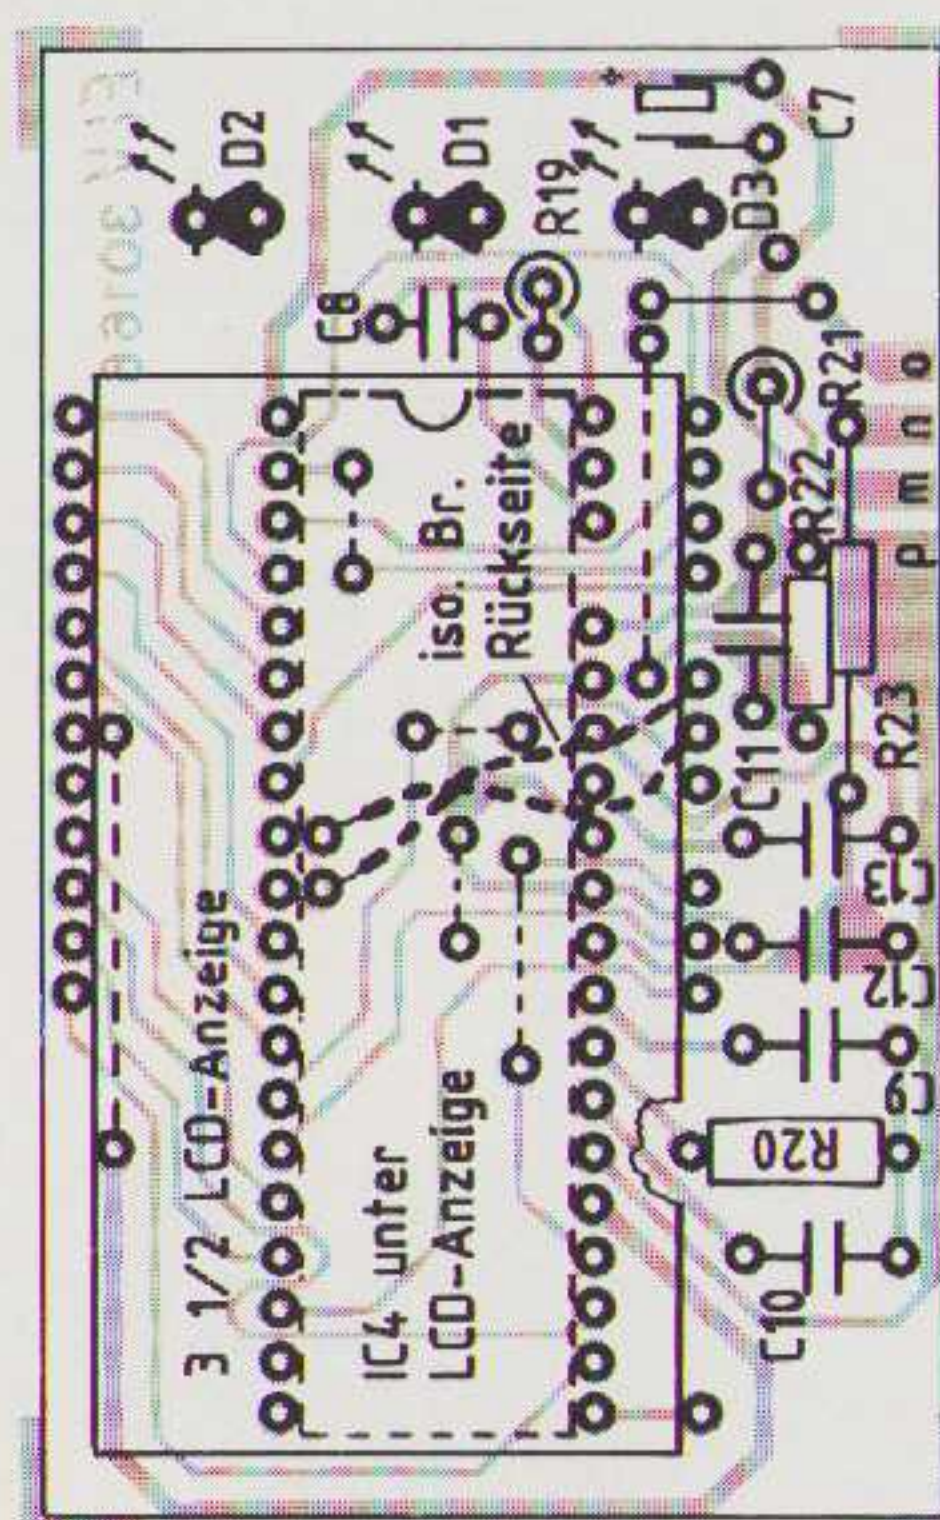 D2
D1
R19
D3
C7
+
C8
R21
R22
o
n
m
p
iso. Br.
Rückseite
C11
R23
C13
C12
C9
R20
C10
3 1/2 LCD-Anzeige
IC4 unter
LCD-Anzeige